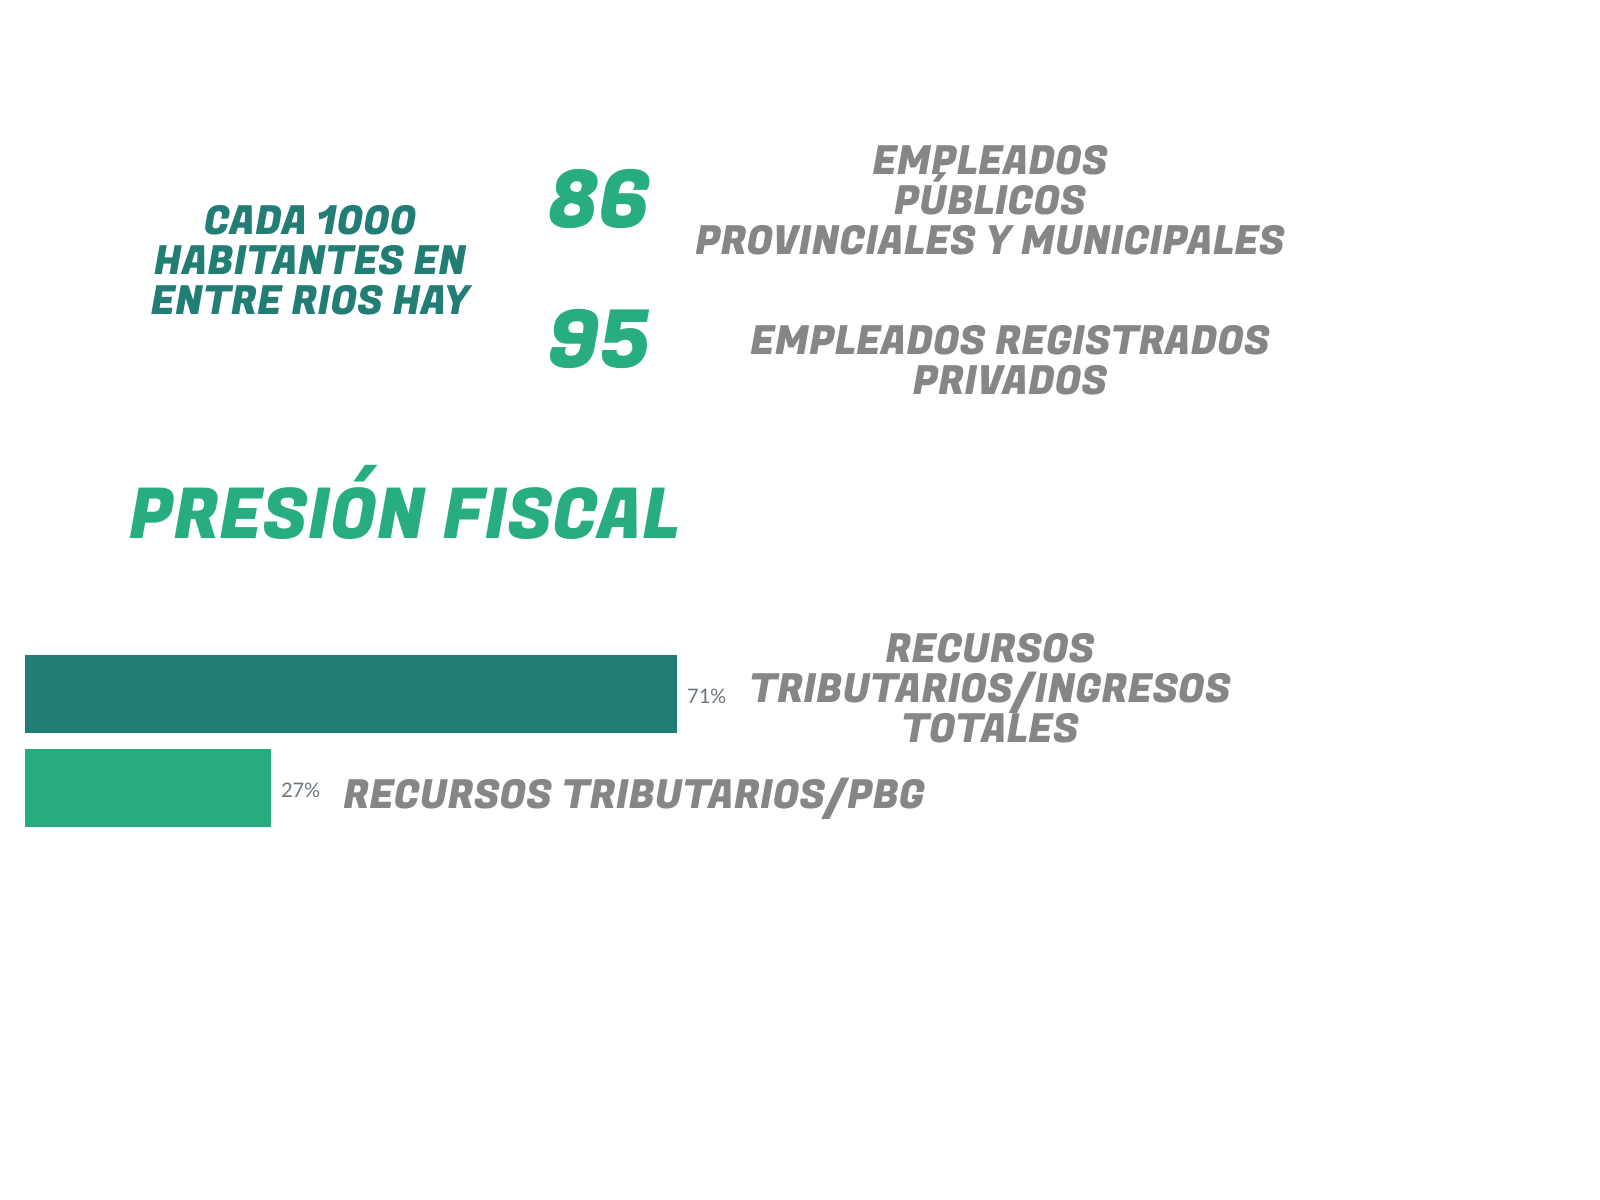 CADA 1000
HABITANTES EN
ENTRE RIOS HAY
86
EMPLEADOS
PÚBLICOS
PROVINCIALES Y MUNICIPALES
95
EMPLEADOS REGISTRADOS
PRIVADOS
PRESIÓN FISCAL
71%
RECURSOS
TRIBUTARIOS/INGRESOS
TOTALES
27%
RECURSOS TRIBUTARIOS/PBG